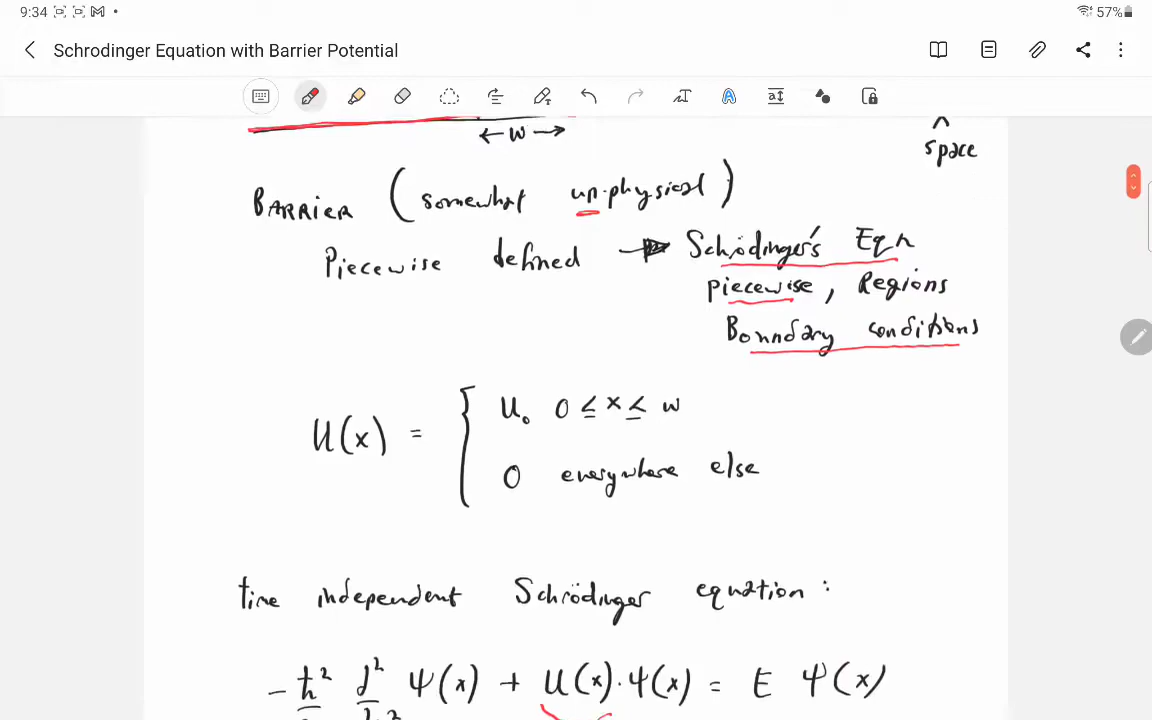 9:34
57%
Schrodinger Equation with Barrier Potential
← w →
space
BARRIER (somewhat un-physical)
Piecewise defined → Schrödinger's Eqn
piecewise, Regions
Boundary conditions
U(x) = { U₀ 0 ≤ x ≤ w
0 everywhere else
time independent Schrödinger equation:
- ħ² d² Ψ(x) + U(x)·Ψ(x) = E Ψ(x)